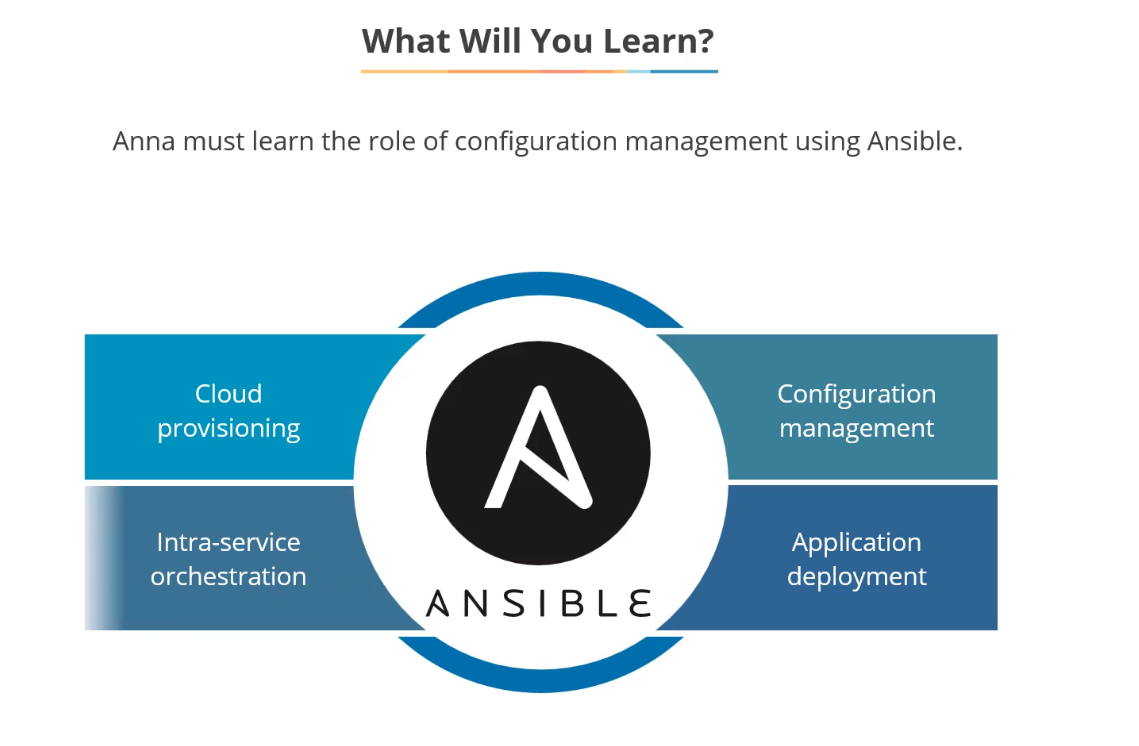 What Will You Learn?
Anna must learn the role of configuration management using Ansible.
Cloud
provisioning
Configuration
management
Intra-service
orchestration
Application
deployment
ANSIBLE